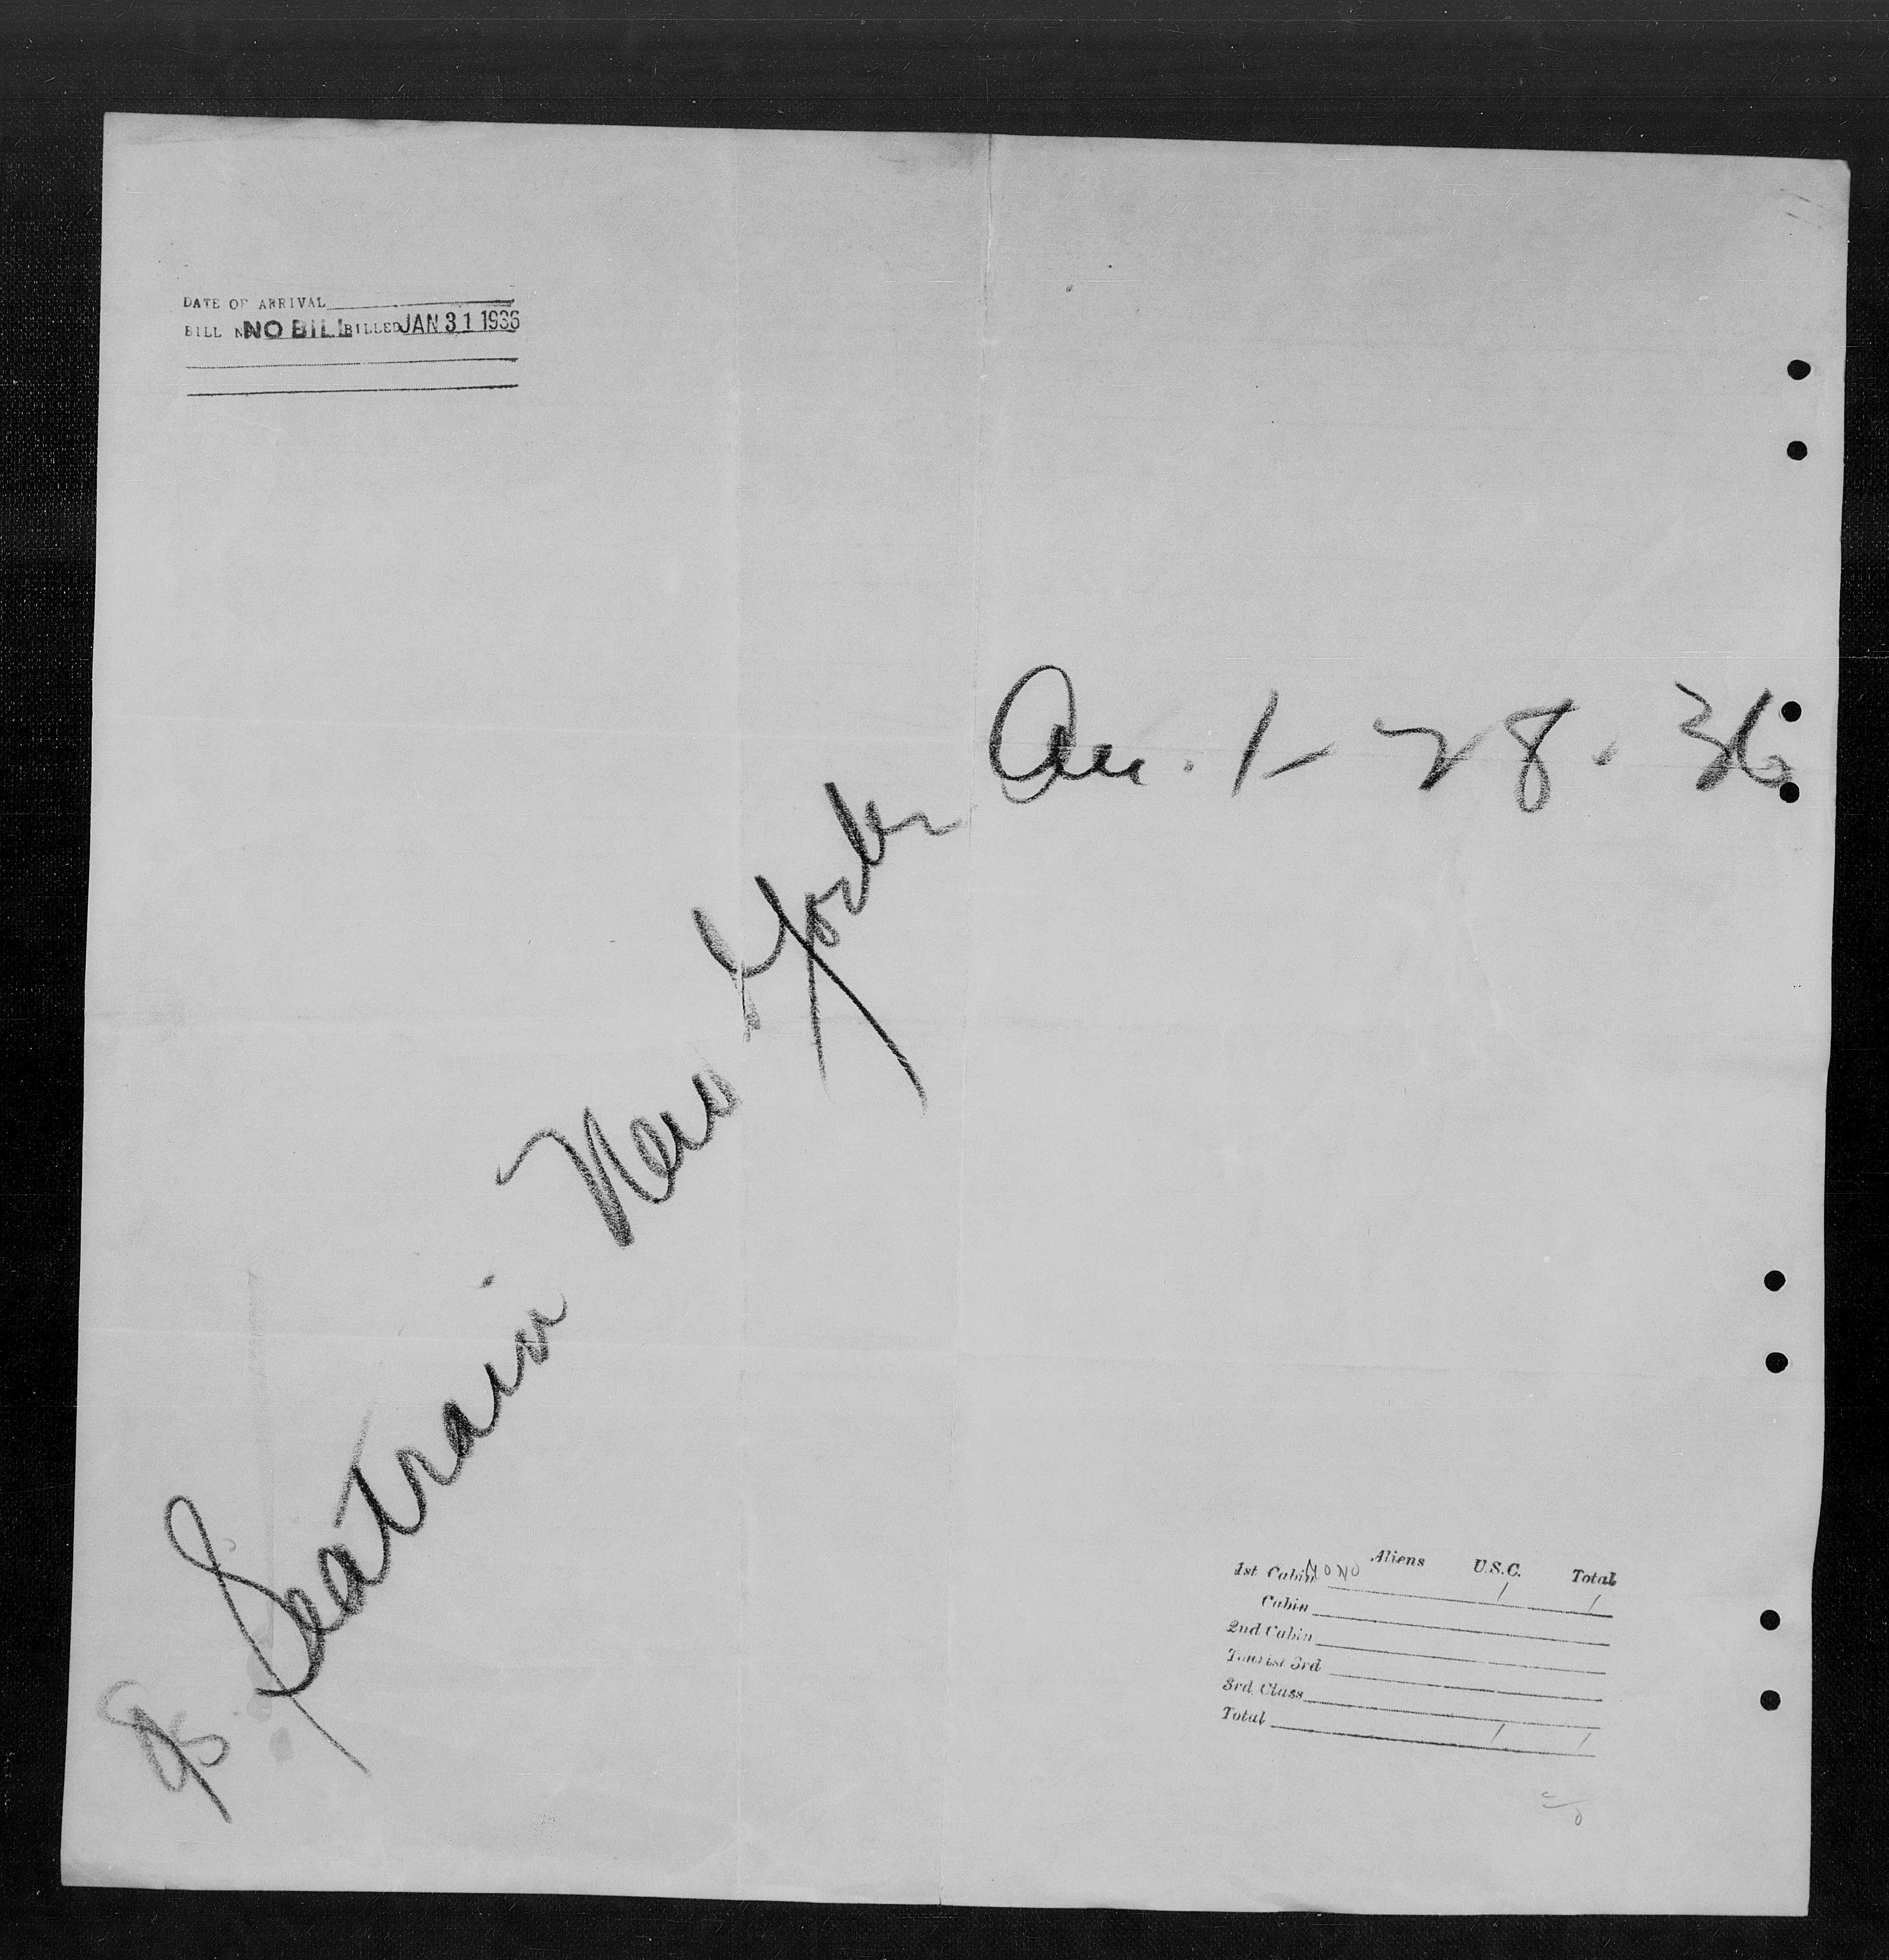 DATE OF ARRIVAL
BILL N NO BILL BILLED JAN 31 1936
Arr. 1-28.36
SS. Seatrain New York
Aliens U.S.C. Total
1st Cabin 1 1
Cabin
2nd Cabin
Tourist 3rd
3rd Class
Total 1 1